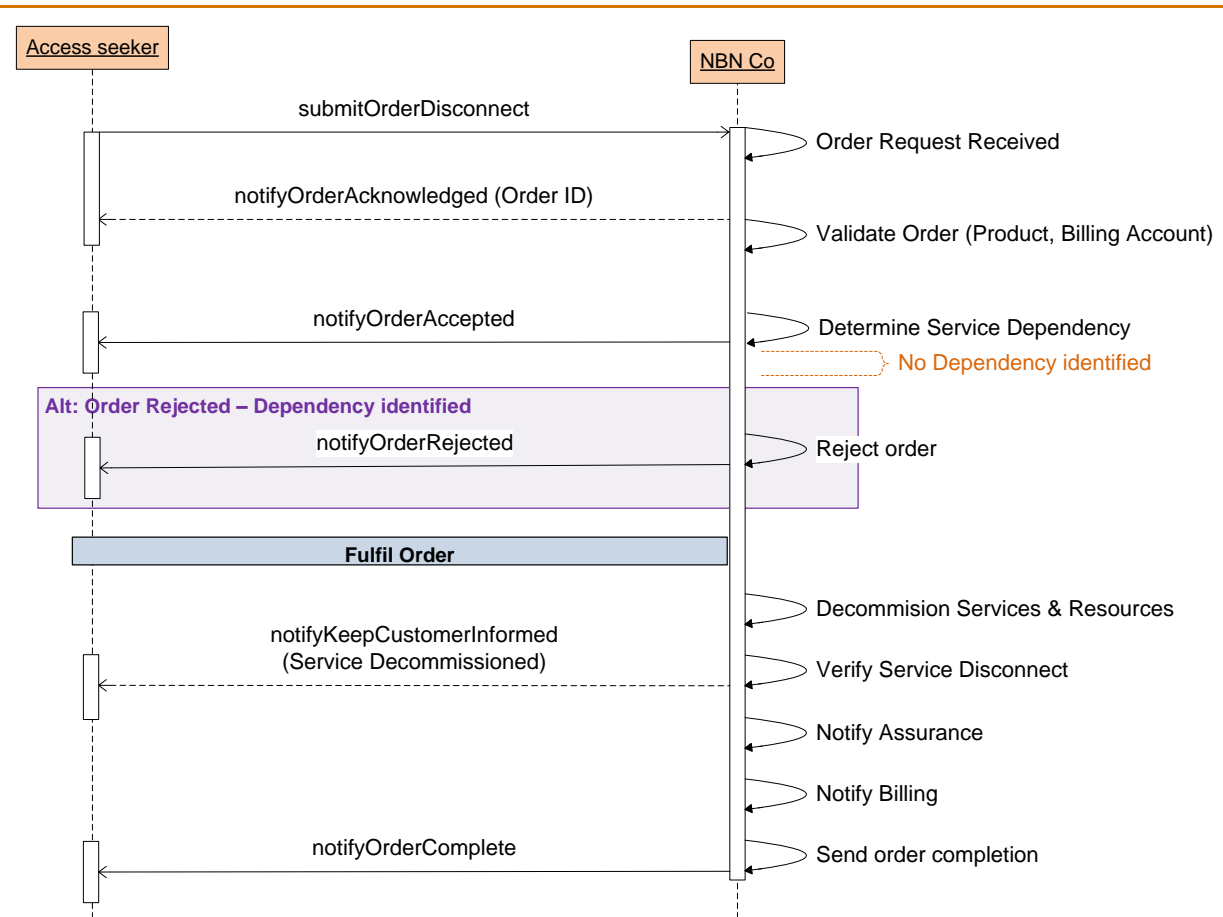 Access seeker
NBN Co
submitOrderDisconnect
Order Request Received
notifyOrderAcknowledged (Order ID)
Validate Order (Product, Billing Account)
notifyOrderAccepted
Determine Service Dependency
No Dependency identified
Alt: Order Rejected – Dependency identified
notifyOrderRejected
Reject order
Fulfil Order
Decommision Services & Resources
notifyKeepCustomerInformed
(Service Decommissioned)
Verify Service Disconnect
Notify Assurance
Notify Billing
notifyOrderComplete
Send order completion